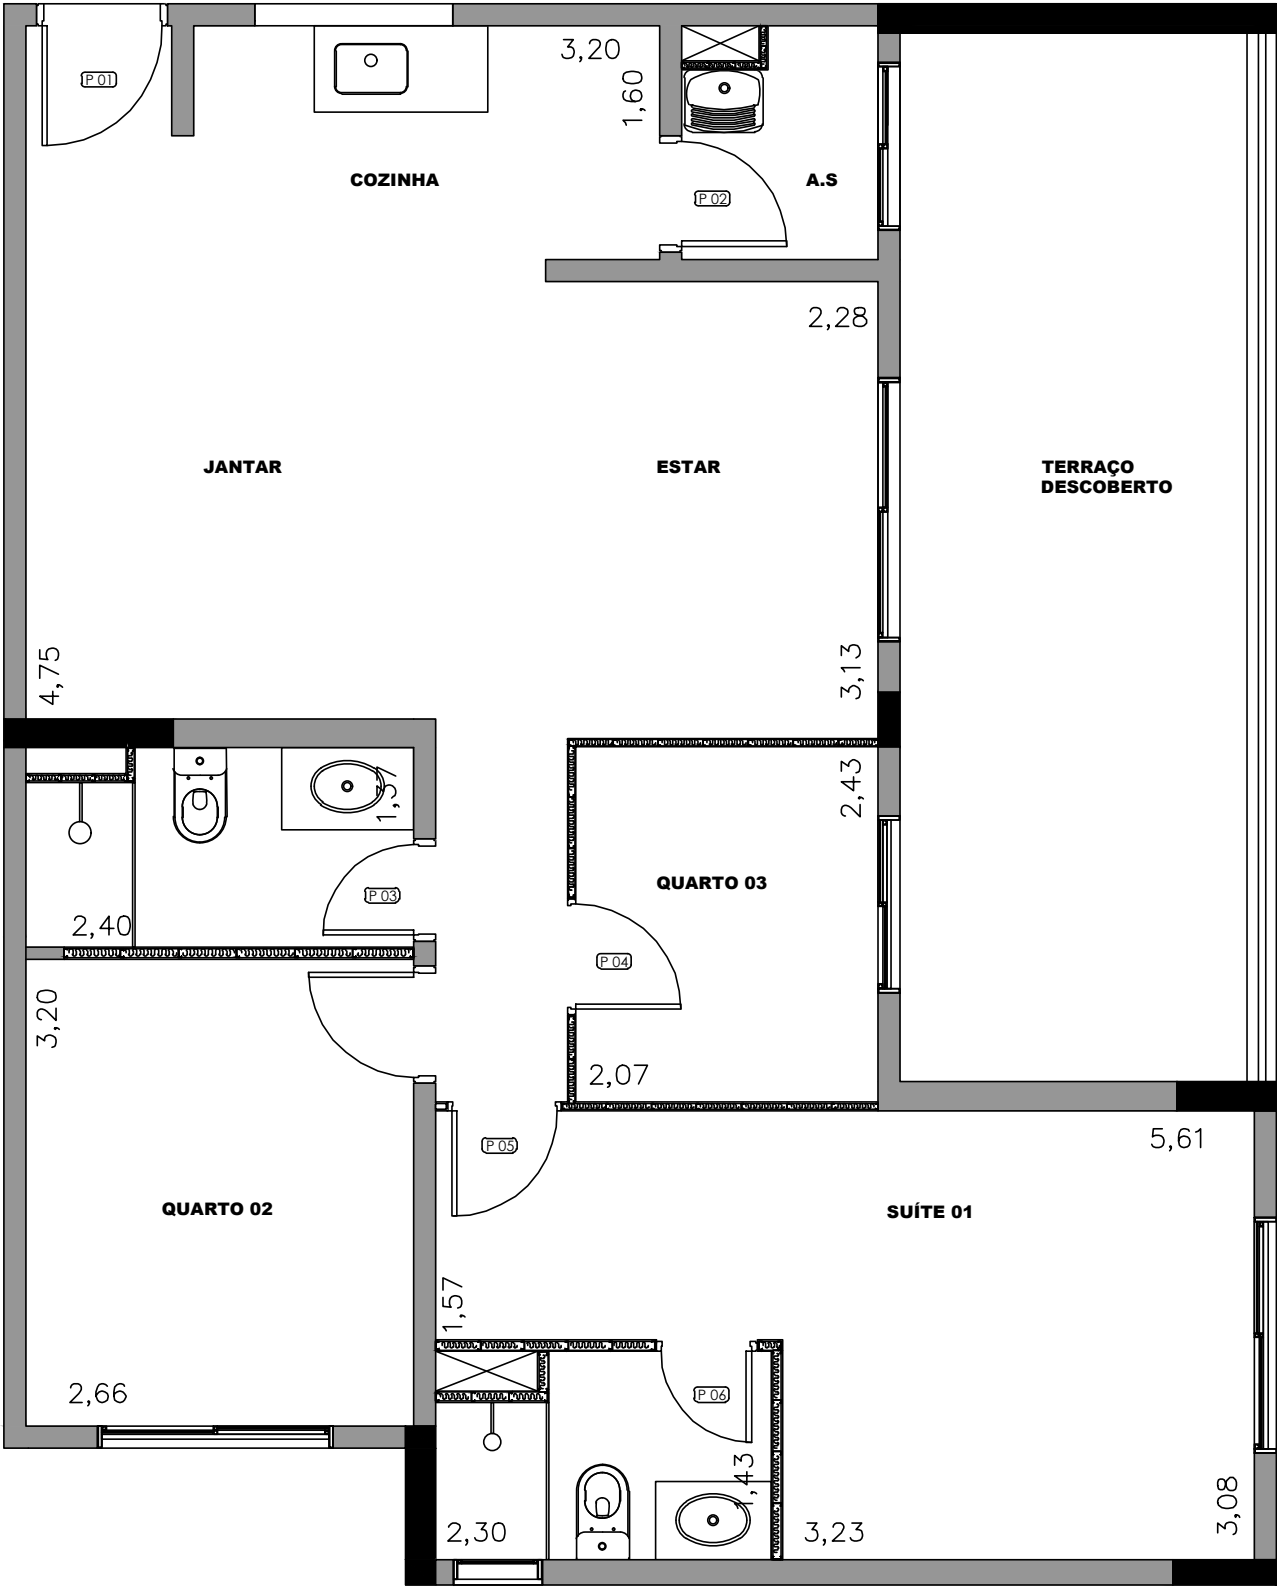 3,20
P 01
1,60
COZINHA
A.S
P 02
2,28
JANTAR
ESTAR
TERRAÇO
DESCOBERTO
4,75
3,13
1,37
2,43
QUARTO 03
P 03
2,40
P 04
3,20
2,07
P 05
5,61
QUARTO 02
SUÍTE 01
1,57
2,66
P 06
1,43
3,08
2,30
3,23